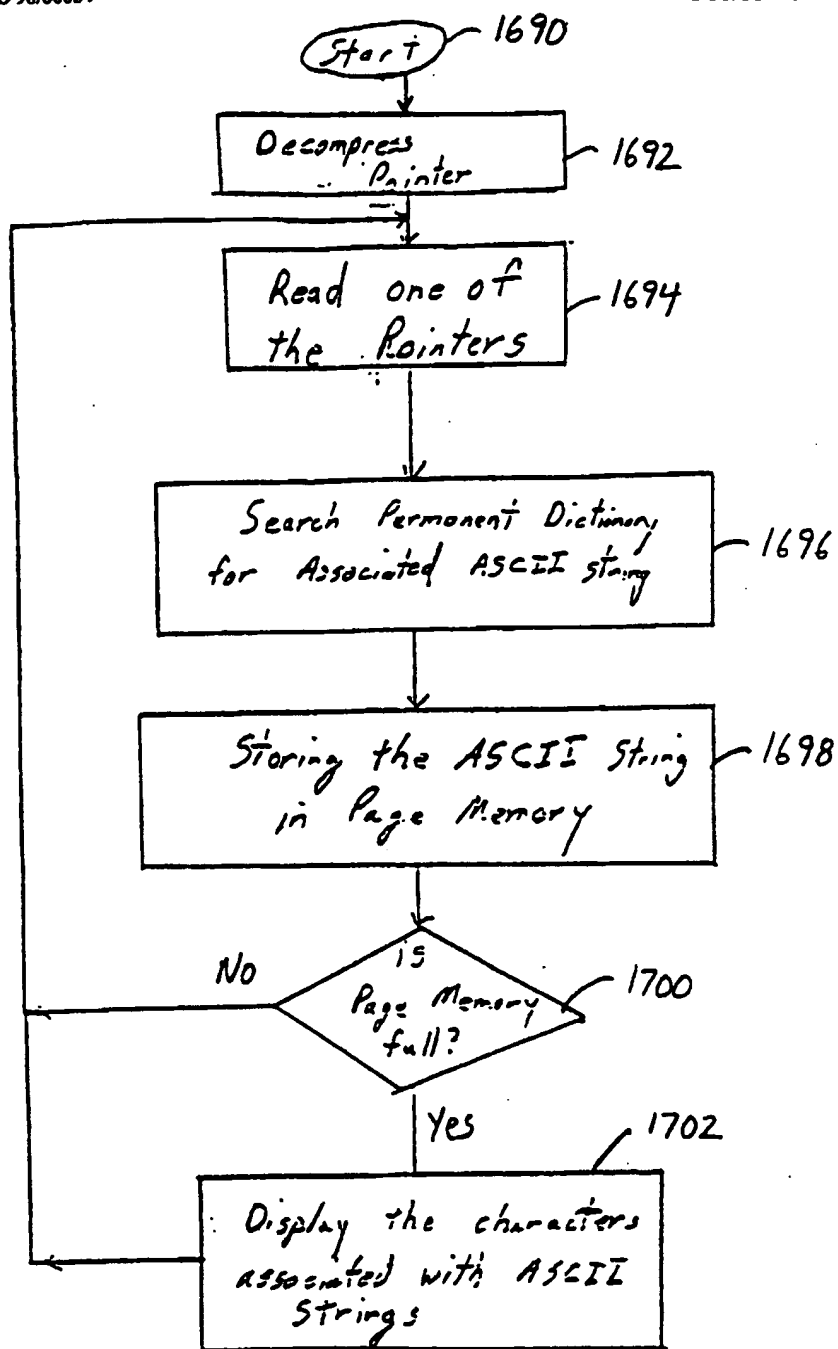 Start
1690
Decompress
Pointer
1692
Read one of
the Pointers
1694
Search Permanent Dictionary
for Associated ASCII string
1696
Storing the ASCII String
in Page Memory
1698
is
Page Memory
full?
1700
No
Yes
1702
Display the characters
associated with ASCII
Strings